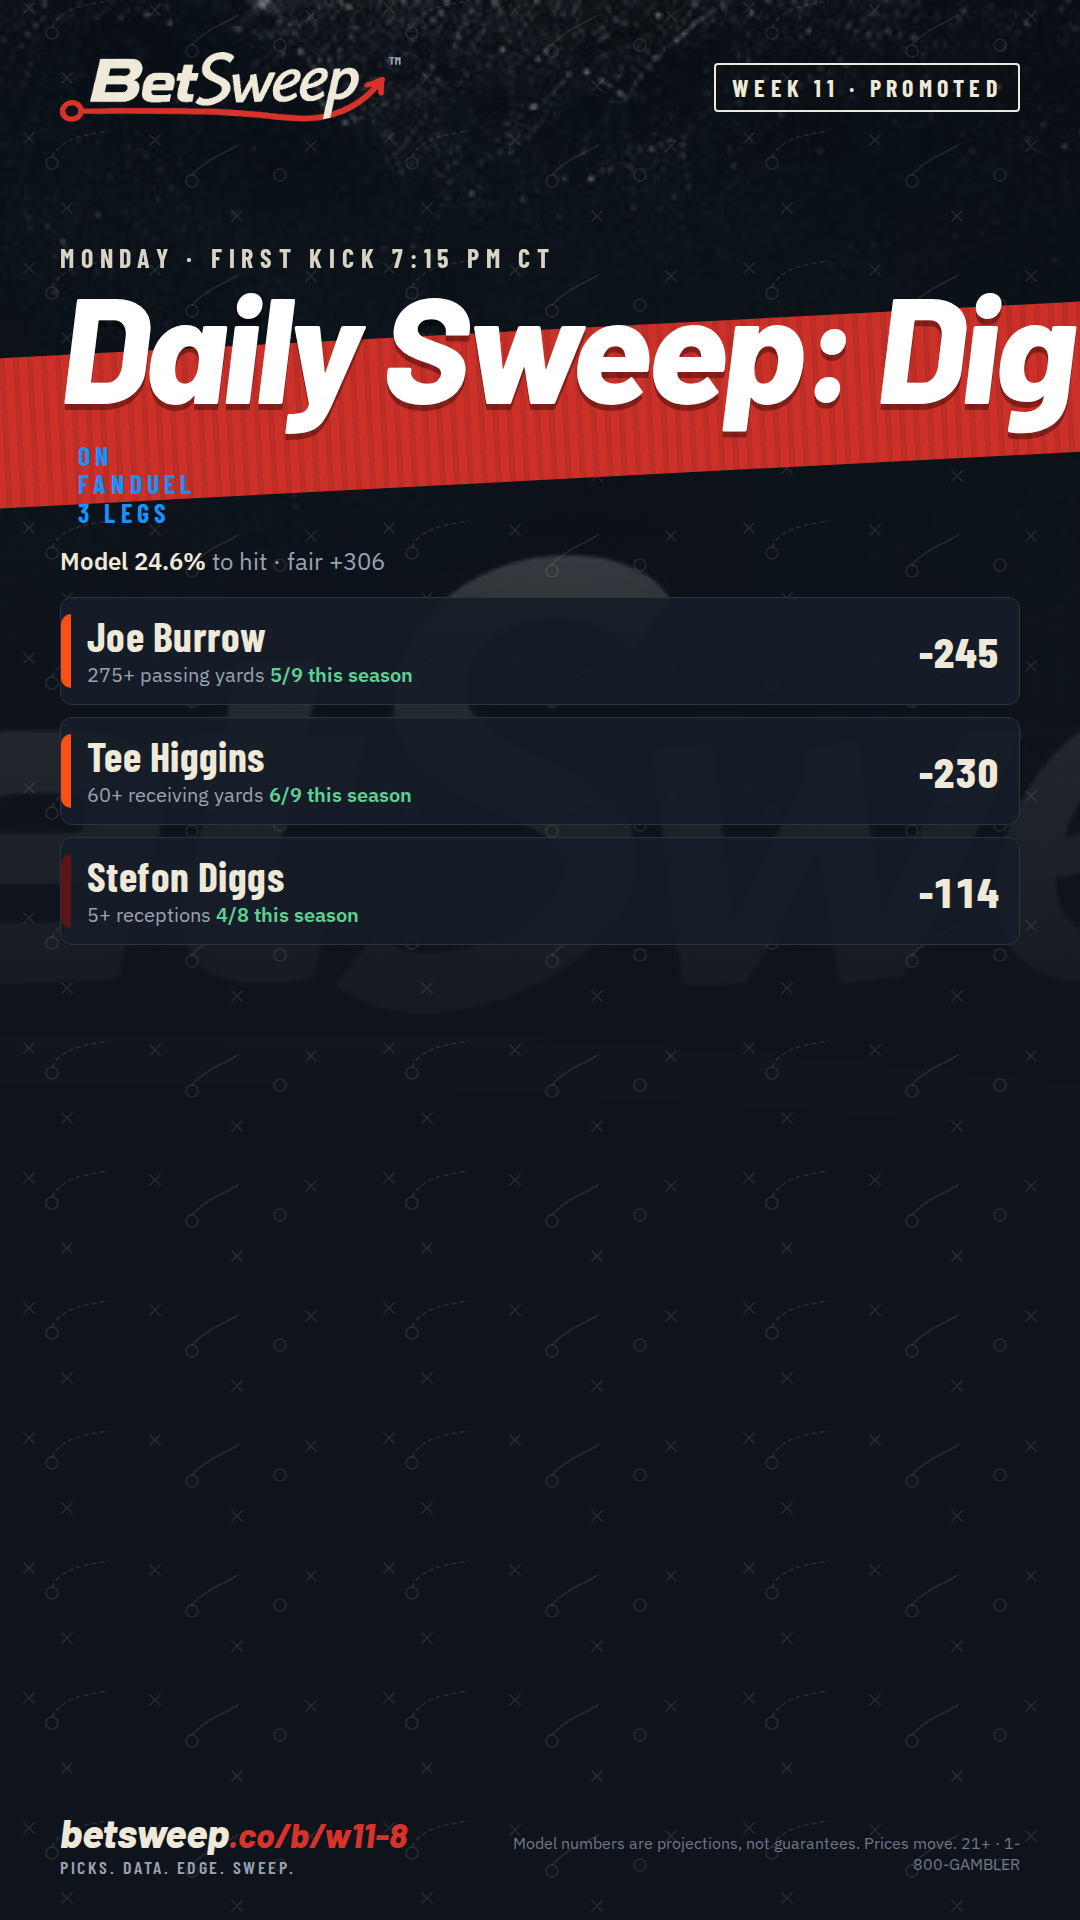 BetSweep™
WEEK 11 · PROMOTED
MONDAY · FIRST KICK 7:15 PM CT
Daily Sweep: Dig
ON
FANDUEL
3 LEGS
Model 24.6% to hit · fair +306
Joe Burrow
275+ passing yards 5/9 this season
-245
Tee Higgins
60+ receiving yards 6/9 this season
-230
Stefon Diggs
5+ receptions 4/8 this season
-114
betsweep.co/b/w11-8
PICKS. DATA. EDGE. SWEEP.
Model numbers are projections, not guarantees. Prices move. 21+ · 1-
800-GAMBLER